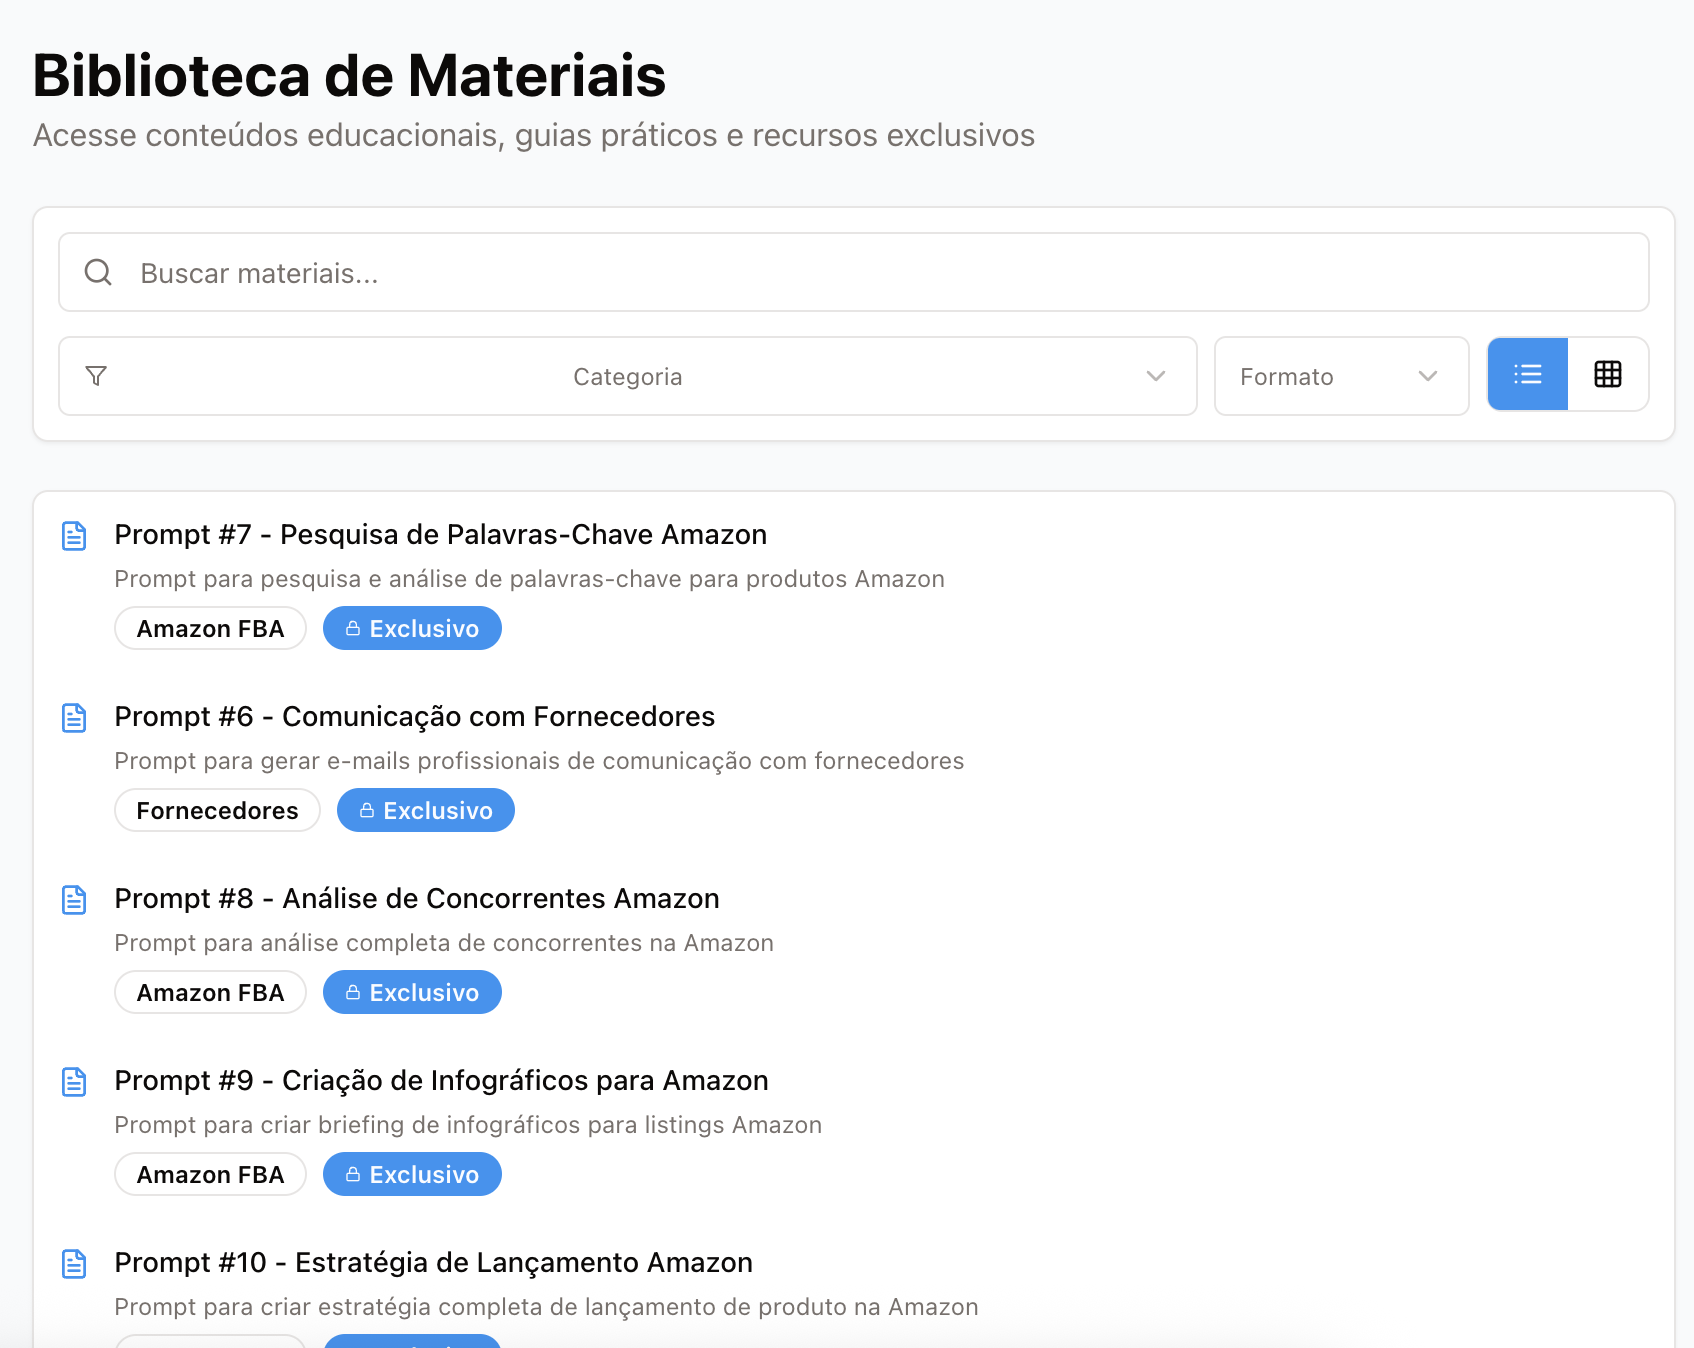 Biblioteca de Materiais
Acesse conteúdos educacionais, guias práticos e recursos exclusivos
Buscar materiais...
Categoria
Formato
Prompt #7 - Pesquisa de Palavras-Chave Amazon
Prompt para pesquisa e análise de palavras-chave para produtos Amazon
Amazon FBA
Exclusivo
Prompt #6 - Comunicação com Fornecedores
Prompt para gerar e-mails profissionais de comunicação com fornecedores
Fornecedores
Exclusivo
Prompt #8 - Análise de Concorrentes Amazon
Prompt para análise completa de concorrentes na Amazon
Amazon FBA
Exclusivo
Prompt #9 - Criação de Infográficos para Amazon
Prompt para criar briefing de infográficos para listings Amazon
Amazon FBA
Exclusivo
Prompt #10 - Estratégia de Lançamento Amazon
Prompt para criar estratégia completa de lançamento de produto na Amazon